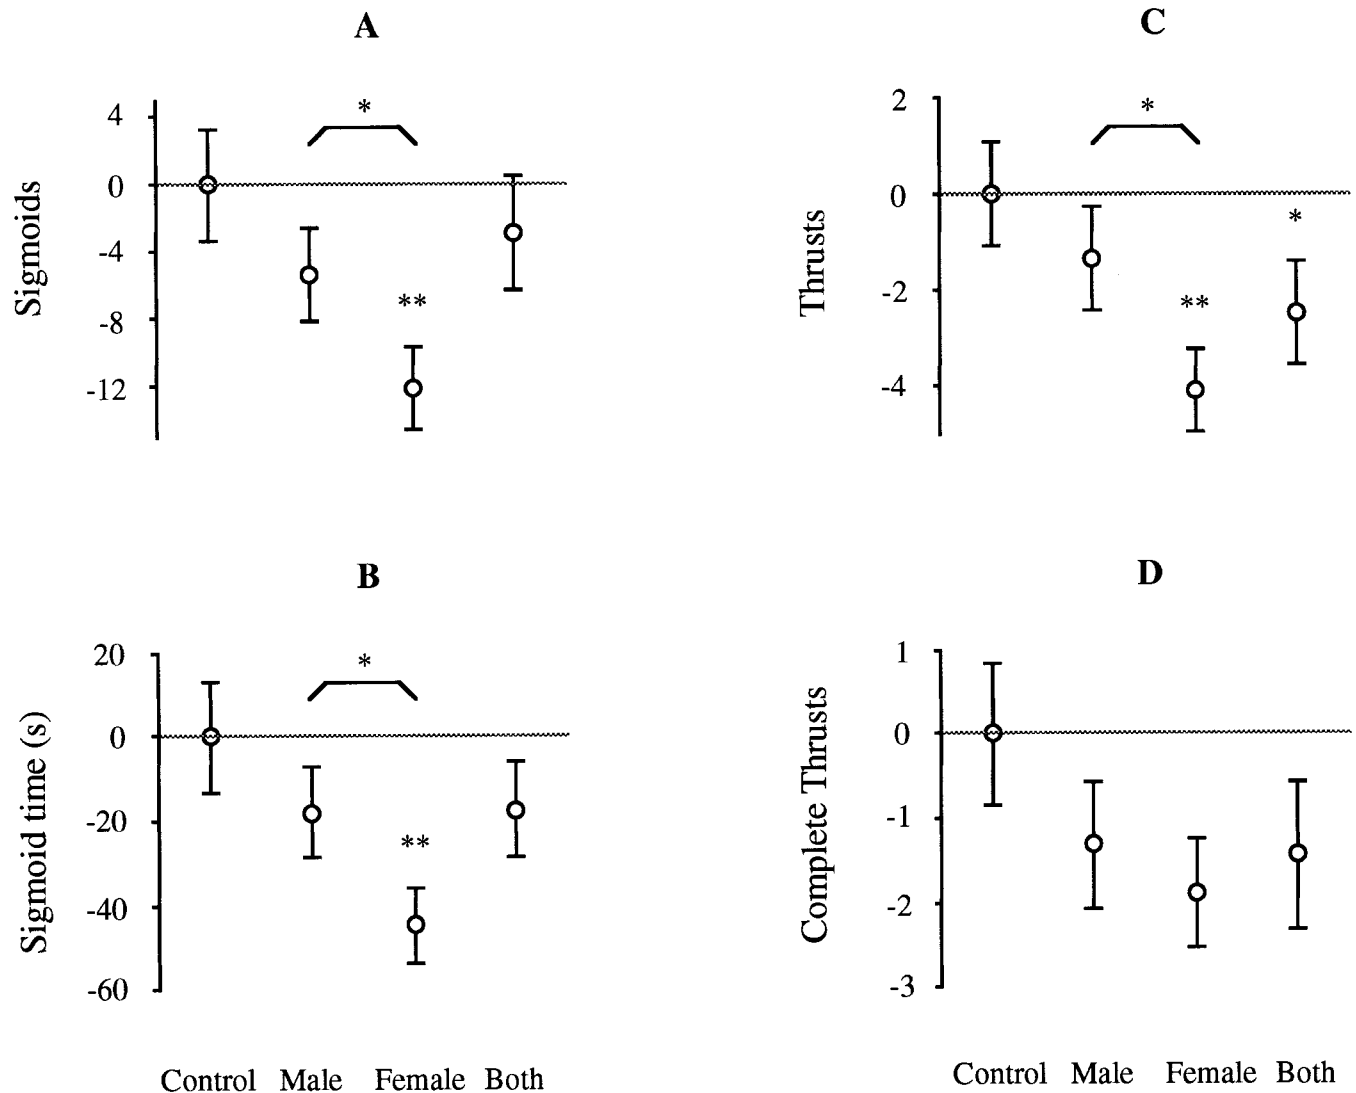 A
Sigmoids
4
0
-4
-8
-12
*
**
C
Thrusts
2
0
-2
-4
*
**
*
B
Sigmoid time (s)
20
0
-20
-40
-60
*
**
Control Male Female Both
D
Complete Thrusts
1
0
-1
-2
-3
Control Male Female Both